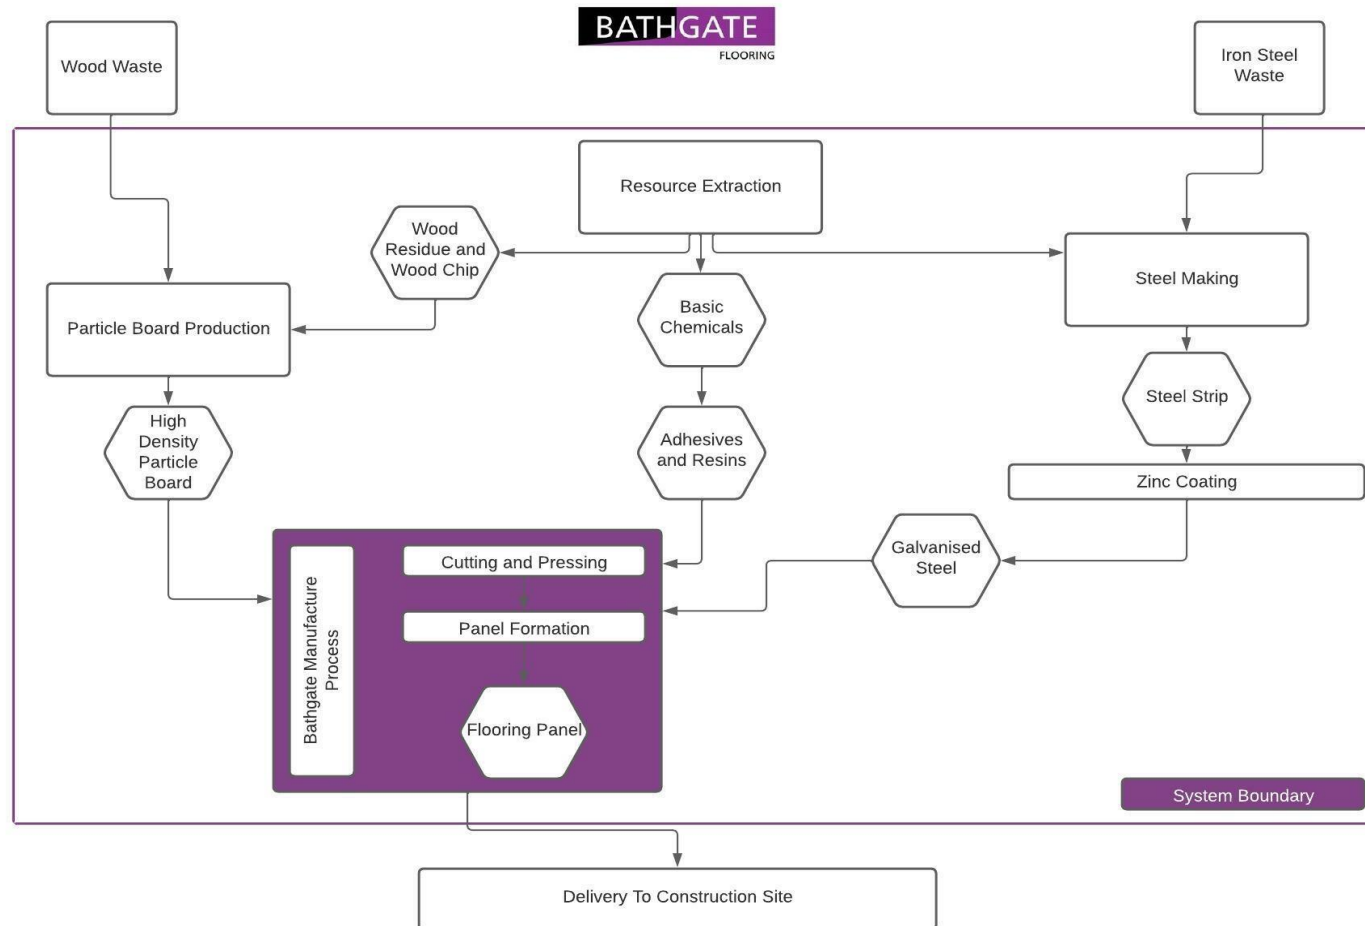 BATHGATE
FLOORING
Wood Waste
Iron Steel
Waste
Resource Extraction
Wood
Residue and
Wood Chip
Basic
Chemicals
Steel Making
Particle Board Production
Steel Strip
High
Density
Particle
Board
Adhesives
and Resins
Zinc Coating
Galvanised
Steel
Bathgate Manufacture
Process
Cutting and Pressing
Panel Formation
Flooring Panel
System Boundary
Delivery To Construction Site